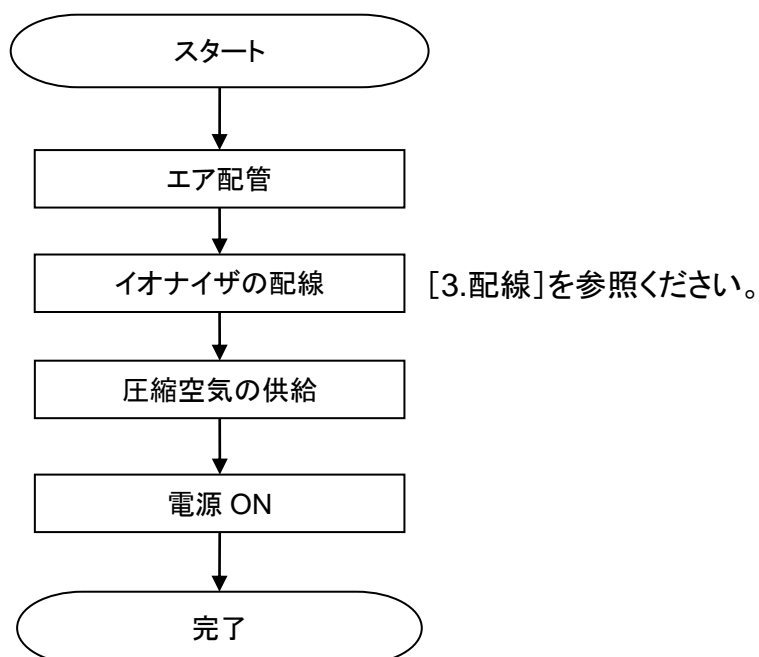 スタート
エア配管
イオナイザの配線 [3.配線]を参照ください。
圧縮空気の供給
電源 ON
完了